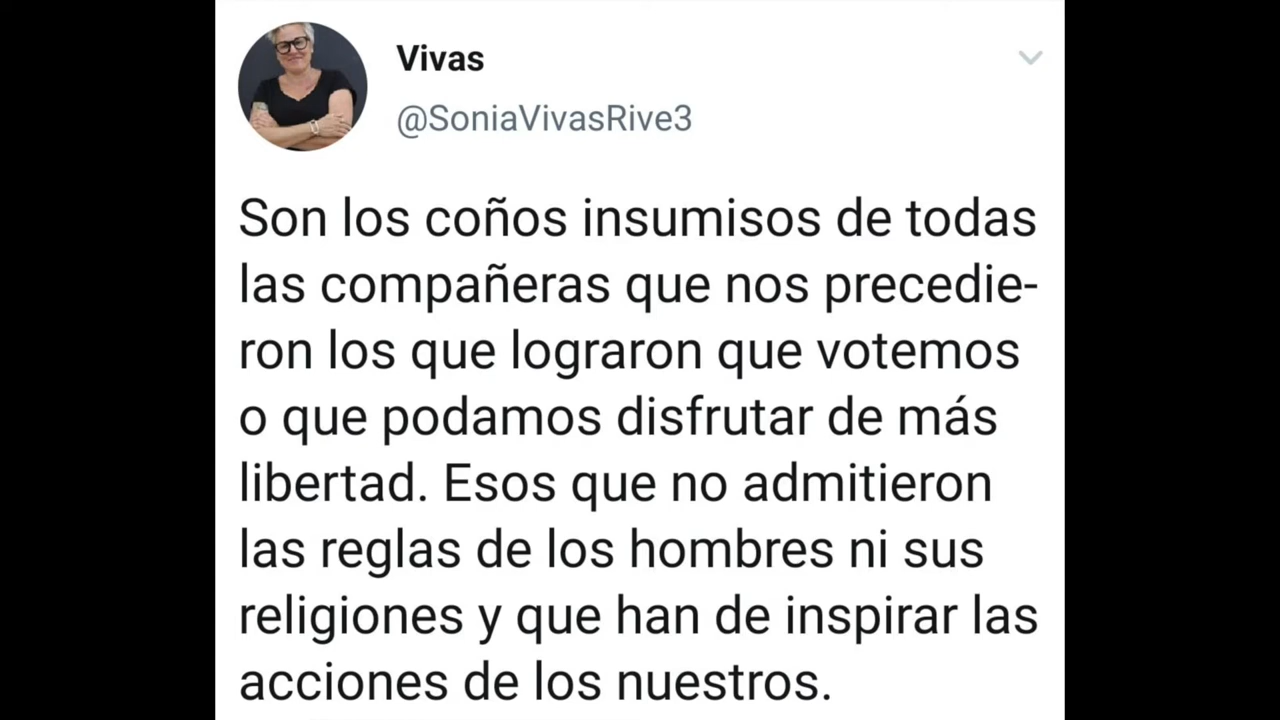 Vivas
@SoniaVivasRive3
Son los coños insumisos de todas
las compañeras que nos precedie-
ron los que lograron que votemos
o que podamos disfrutar de más
libertad. Esos que no admitieron
las reglas de los hombres ni sus
religiones y que han de inspirar las
acciones de los nuestros.